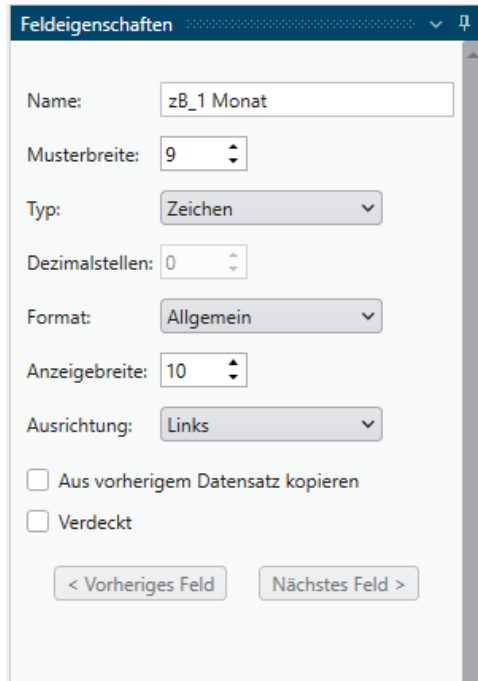 Feldeigenschaften
Name: zB_1 Monat
Musterbreite: 9
Typ: Zeichen
Dezimalstellen: 0
Format: Allgemein
Anzeigebreite: 10
Ausrichtung: Links
Aus vorherigem Datensatz kopieren
Verdeckt
< Vorheriges Feld Nächstes Feld >